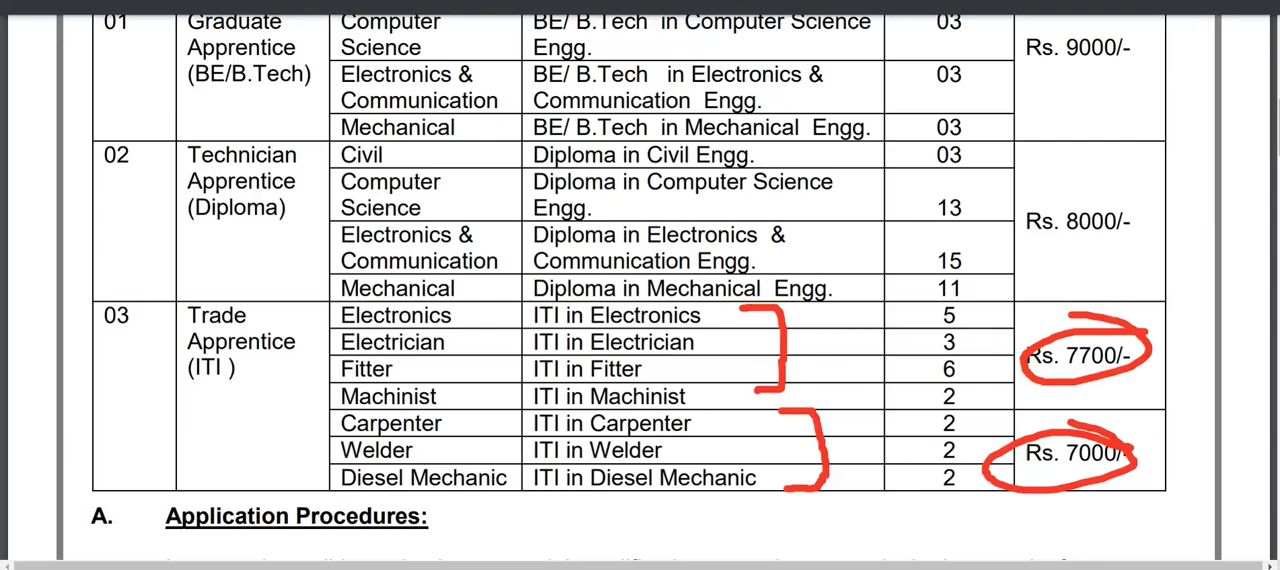 01 Graduate Computer BE/ B.Tech in Computer Science 03
Apprentice Science Engg. Rs. 9000/-
(BE/B.Tech) Electronics & BE/ B.Tech in Electronics & 03
Communication Communication Engg.
Mechanical BE/ B.Tech in Mechanical Engg. 03
02 Technician Civil Diploma in Civil Engg. 03
Apprentice Computer Diploma in Computer Science
(Diploma) Science Engg. 13 Rs. 8000/-
Electronics & Diploma in Electronics &
Communication Communication Engg. 15
Mechanical Diploma in Mechanical Engg. 11
03 Trade Electronics ITI in Electronics 5
Apprentice Electrician ITI in Electrician 3 Rs. 7700/-
(ITI ) Fitter ITI in Fitter 6
Machinist ITI in Machinist 2
Carpenter ITI in Carpenter 2
Welder ITI in Welder 2 Rs. 7000/-
Diesel Mechanic ITI in Diesel Mechanic 2
A. Application Procedures: